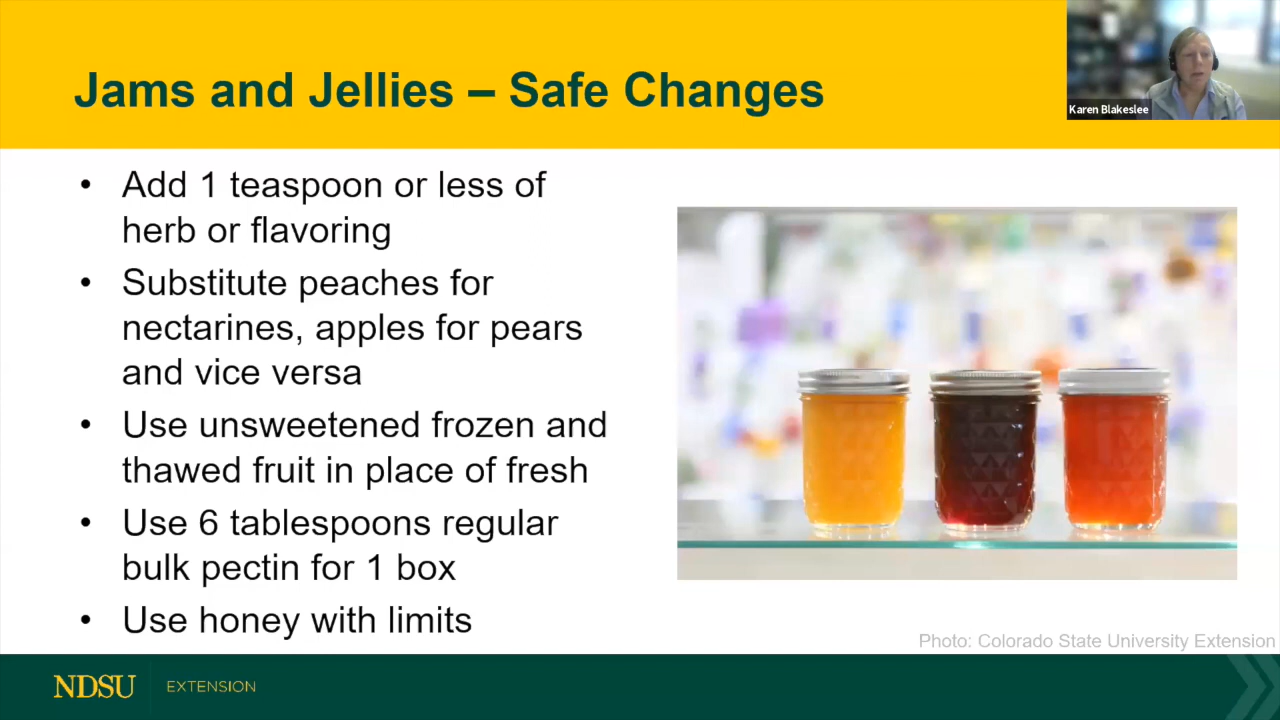 Jams and Jellies – Safe Changes
Karen Blakeslee
• Add 1 teaspoon or less of
herb or flavoring
• Substitute peaches for
nectarines, apples for pears
and vice versa
• Use unsweetened frozen and
thawed fruit in place of fresh
• Use 6 tablespoons regular
bulk pectin for 1 box
• Use honey with limits
Photo: Colorado State University Extension
NDSU EXTENSION